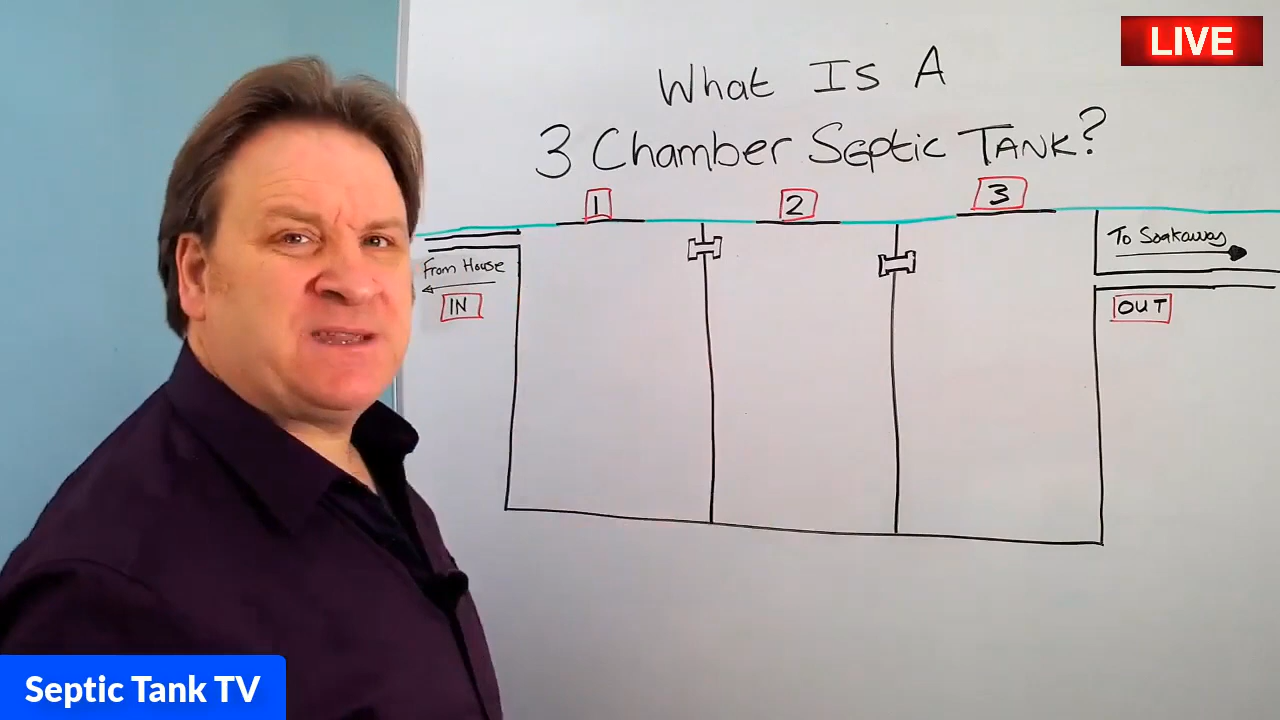 LIVE
What Is A
3 Chamber Septic Tank?
1
2
3
From House
IN
To Soakaway
OUT
Septic Tank TV